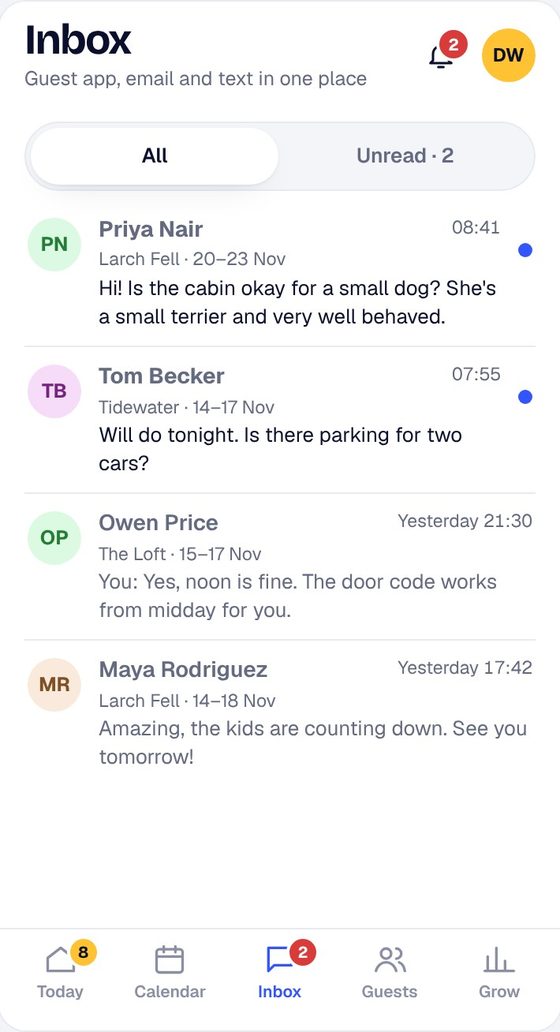 Inbox
Guest app, email and text in one place
2
DW
All
Unread · 2
PN
Priya Nair
08:41
Larch Fell · 20–23 Nov
Hi! Is the cabin okay for a small dog? She's
a small terrier and very well behaved.
TB
Tom Becker
07:55
Tidewater · 14–17 Nov
Will do tonight. Is there parking for two
cars?
OP
Owen Price
Yesterday 21:30
The Loft · 15–17 Nov
You: Yes, noon is fine. The door code works
from midday for you.
MR
Maya Rodriguez
Yesterday 17:42
Larch Fell · 14–18 Nov
Amazing, the kids are counting down. See you
tomorrow!
8
Today
Calendar
2
Inbox
Guests
Grow